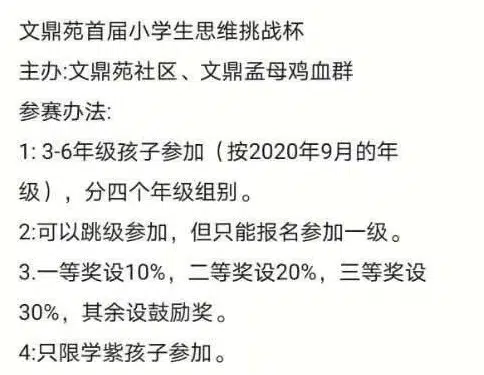 文鼎苑首届小学生思维挑战杯
主办:文鼎苑社区、文鼎孟母鸡血群
参赛办法:
1: 3-6年级孩子参加（按2020年9月的年
级），分四个年级组别。
2:可以跳级参加，但只能报名参加一级。
3.一等奖设10%，二等奖设20%，三等奖设
30%，其余设鼓励奖。
4:只限学紫孩子参加。